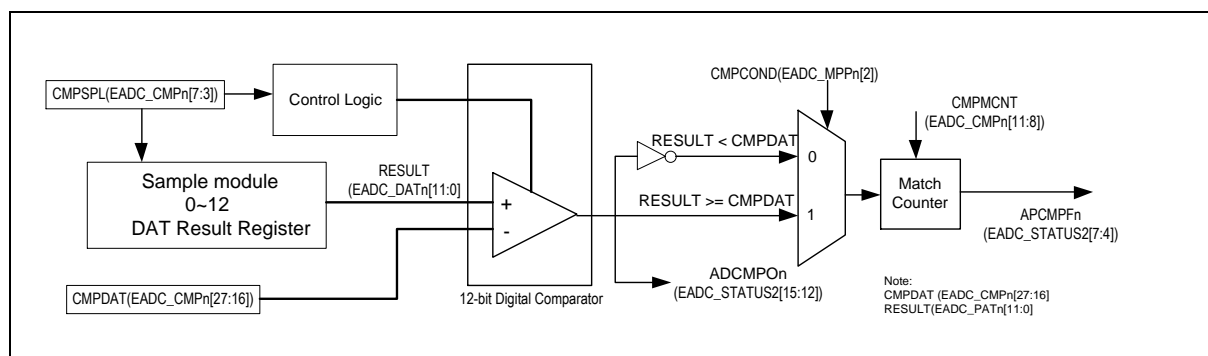 CMPSPL(EADC_CMPn[7:3])
Control Logic
Sample module
0~12
DAT Result Register
RESULT
(EADC_DATn[11:0])
CMPDAT(EADC_CMPn[27:16])
+
-
12-bit Digital Comparator
CMPCOND(EADC_MPPn[2])
RESULT < CMPDAT
0
RESULT >= CMPDAT
1
ADCMPOn
(EADC_STATUS2[15:12])
CMPMCNT
(EADC_CMPn[11:8])
Match
Counter
APCMPFn
(EADC_STATUS2[7:4])
Note:
CMPDAT (EADC_CMPn[27:16]
RESULT(EADC_PATn[11:0]